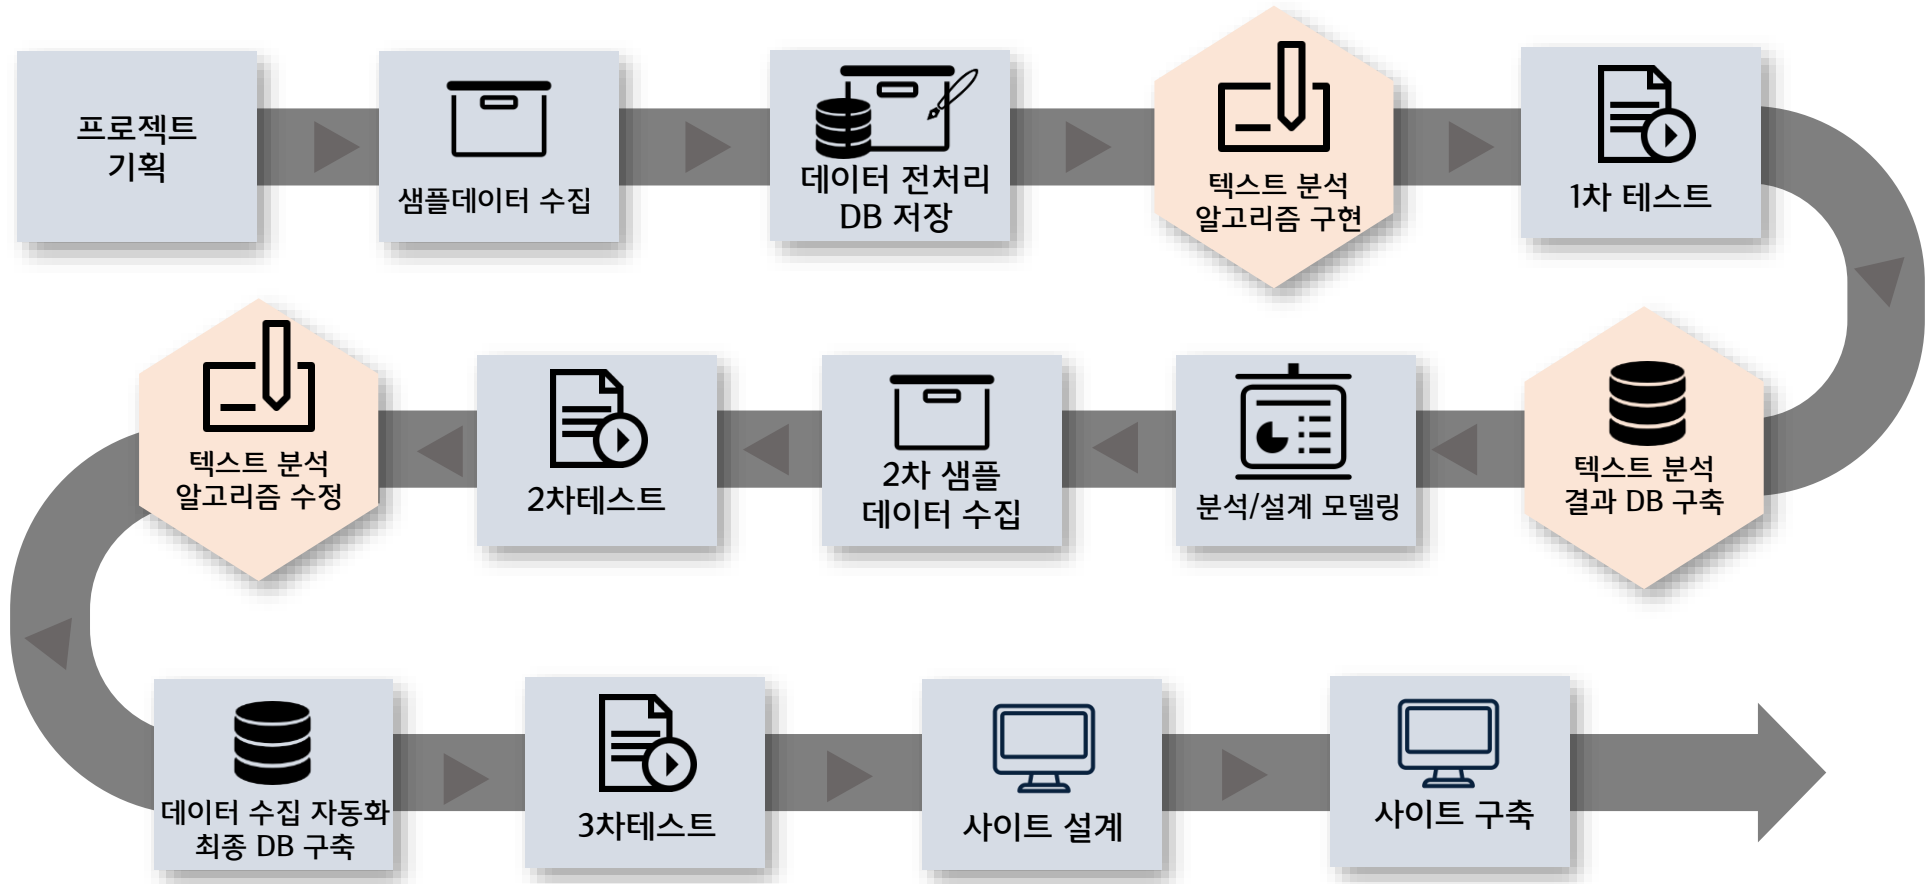 프로젝트
기획
샘플데이터 수집
데이터 전처리
DB 저장
텍스트 분석
알고리즘 구현
1차 테스트
텍스트 분석
결과 DB 구축
분석/설계 모델링
2차 샘플
데이터 수집
2차테스트
텍스트 분석
알고리즘 수정
데이터 수집 자동화
최종 DB 구축
3차테스트
사이트 설계
사이트 구축